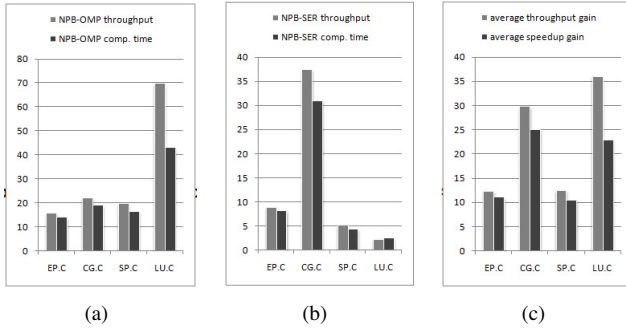 NPB-OMP throughput
NPB-OMP comp. time
80
70
60
50
40
30
20
10
0
EP.C CG.C SP.C LU.C
(a)
NPB-SER throughput
NPB-SER comp. time
40
35
30
25
20
15
10
5
0
EP.C CG.C SP.C LU.C
(b)
average throughput gain
average speedup gain
40
35
30
25
20
15
10
5
0
EP.C CG.C SP.C LU.C
(c)